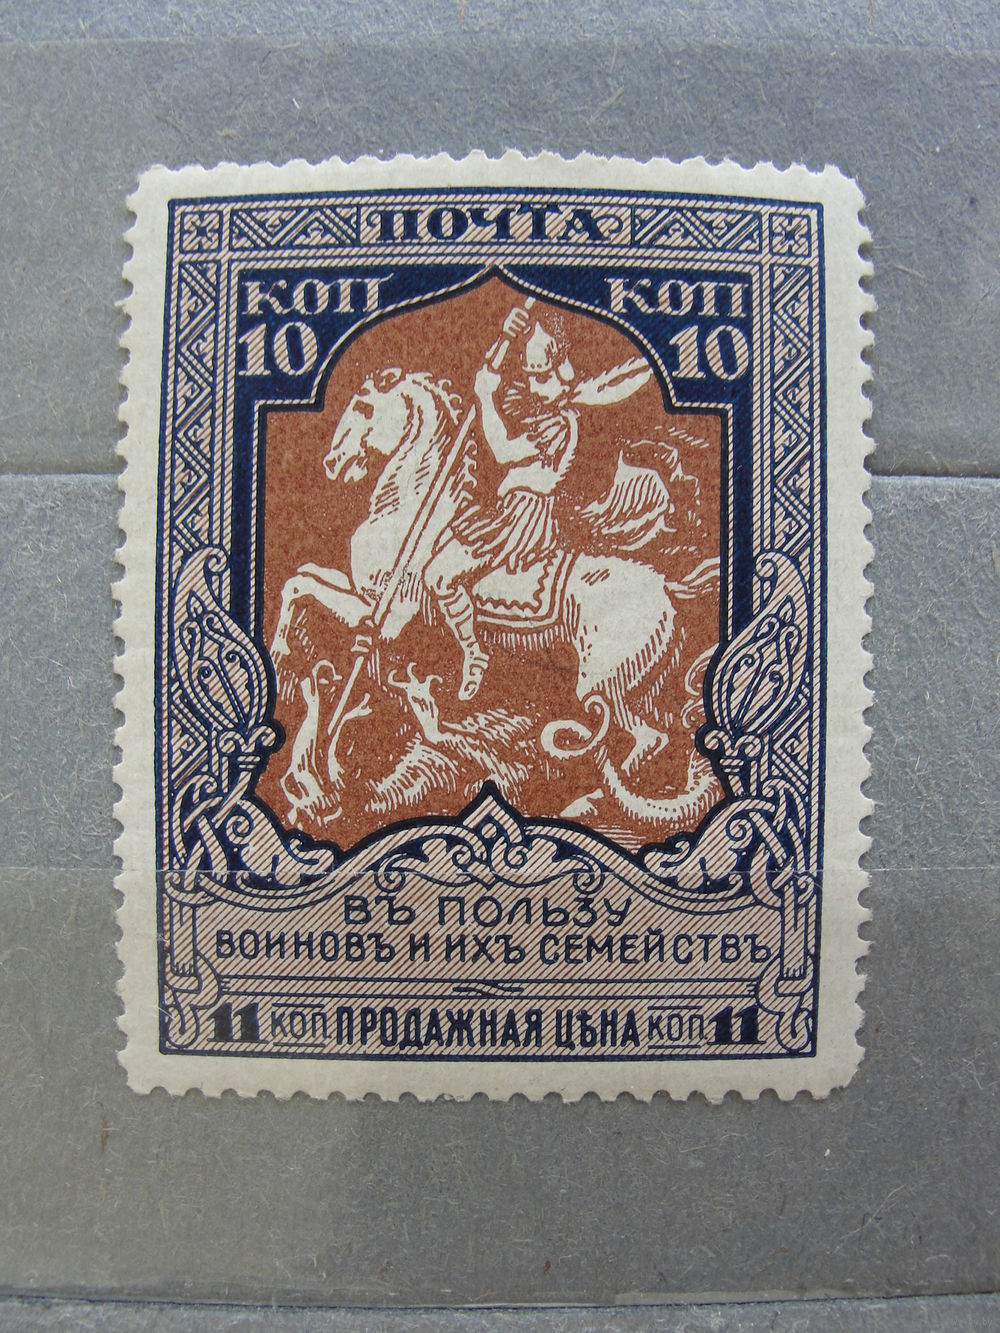 ПОЧТА
КОП КОП
10 10
ВЪ ПОЛЬЗУ
ВОИНОВЪ И ИХЪ СЕМЕЙСТВЪ
11 КОП ПРОДАЖНАЯ ЦѢНА КОП 11